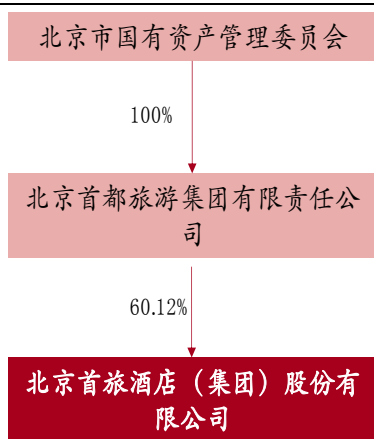 北京市国有资产管理委员会
100%
北京首都旅游集团有限责任公
司
60.12%
北京首旅酒店（集团）股份有
限公司